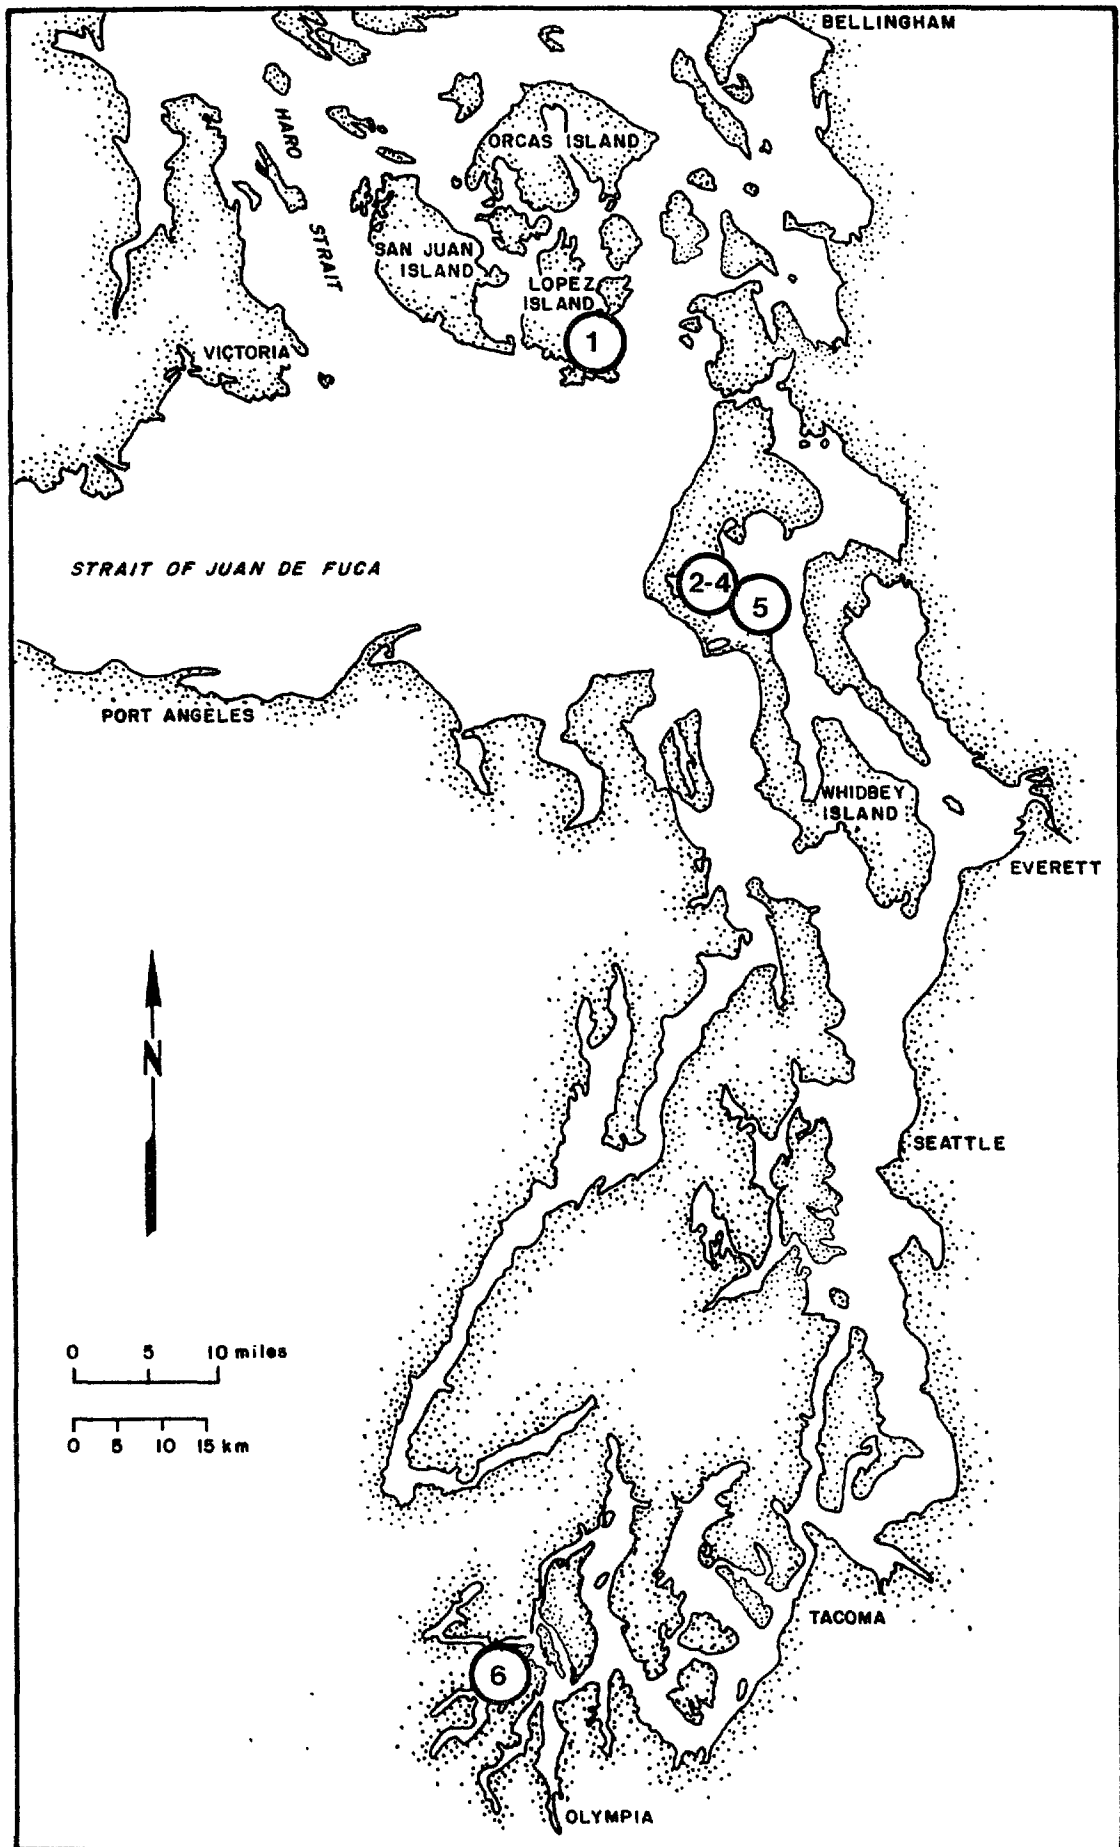 BELLINGHAM
HARO
STRAIT
ORCAS ISLAND
SAN JUAN
ISLAND
LOPEZ
ISLAND
1
VICTORIA
STRAIT OF JUAN DE FUCA
2-4
5
PORT ANGELES
WHIDBEY
ISLAND
EVERETT
N
SEATTLE
0 5 10 miles
0 5 10 15 km
TACOMA
6
OLYMPIA